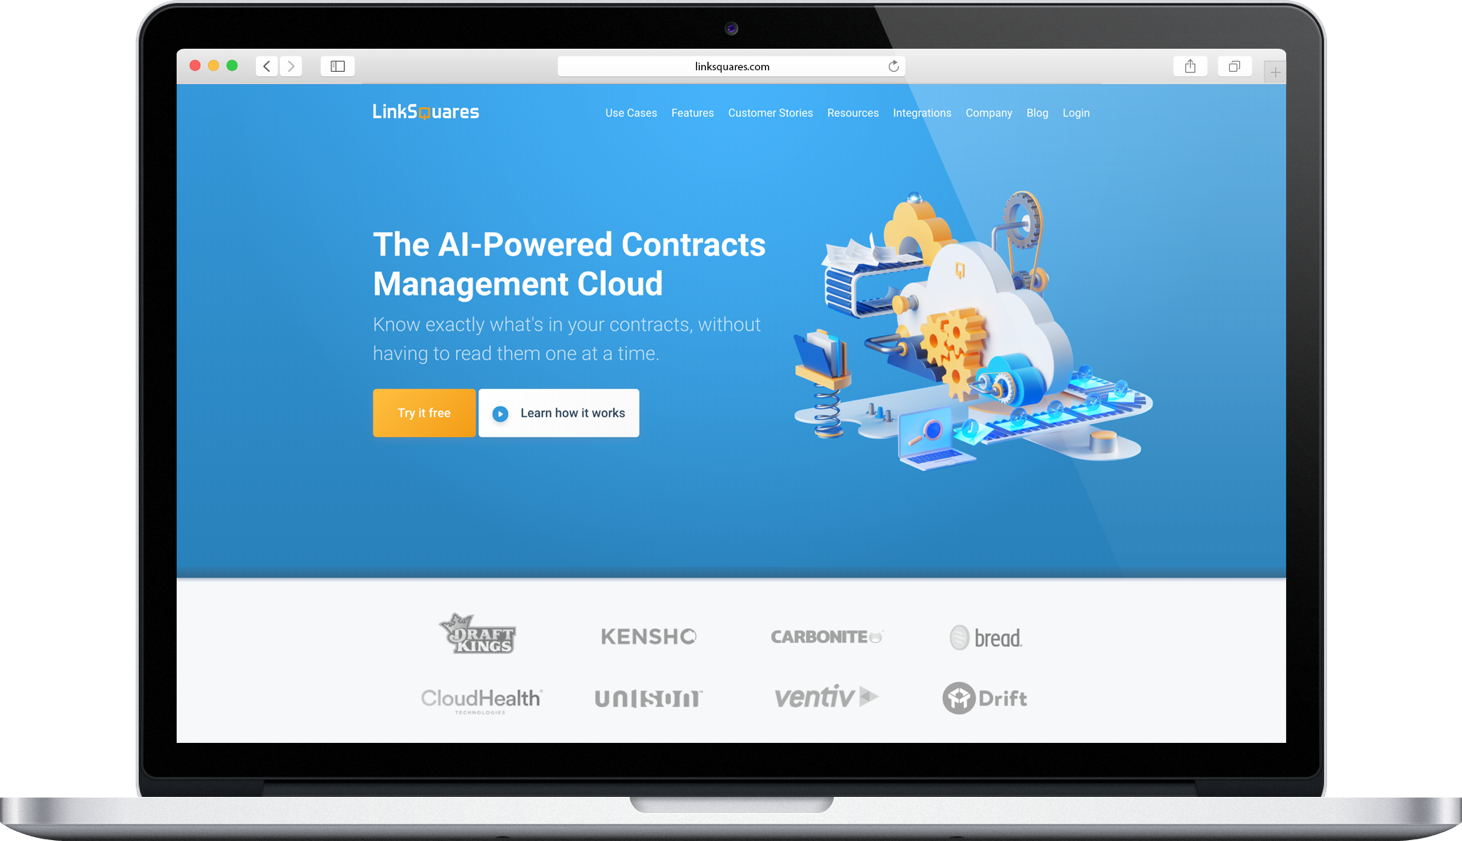 linksquares.com
LinkSquares
Use Cases Features Customer Stories Resources Integrations Company Blog Login
The AI-Powered Contracts
Management Cloud
Know exactly what's in your contracts, without
having to read them one at a time.
Try it free Learn how it works
DRAFT
KINGS
KENSHO CARBONITE bread
CloudHealth™
TECHNOLOGIES
unison™ ventiv Drift